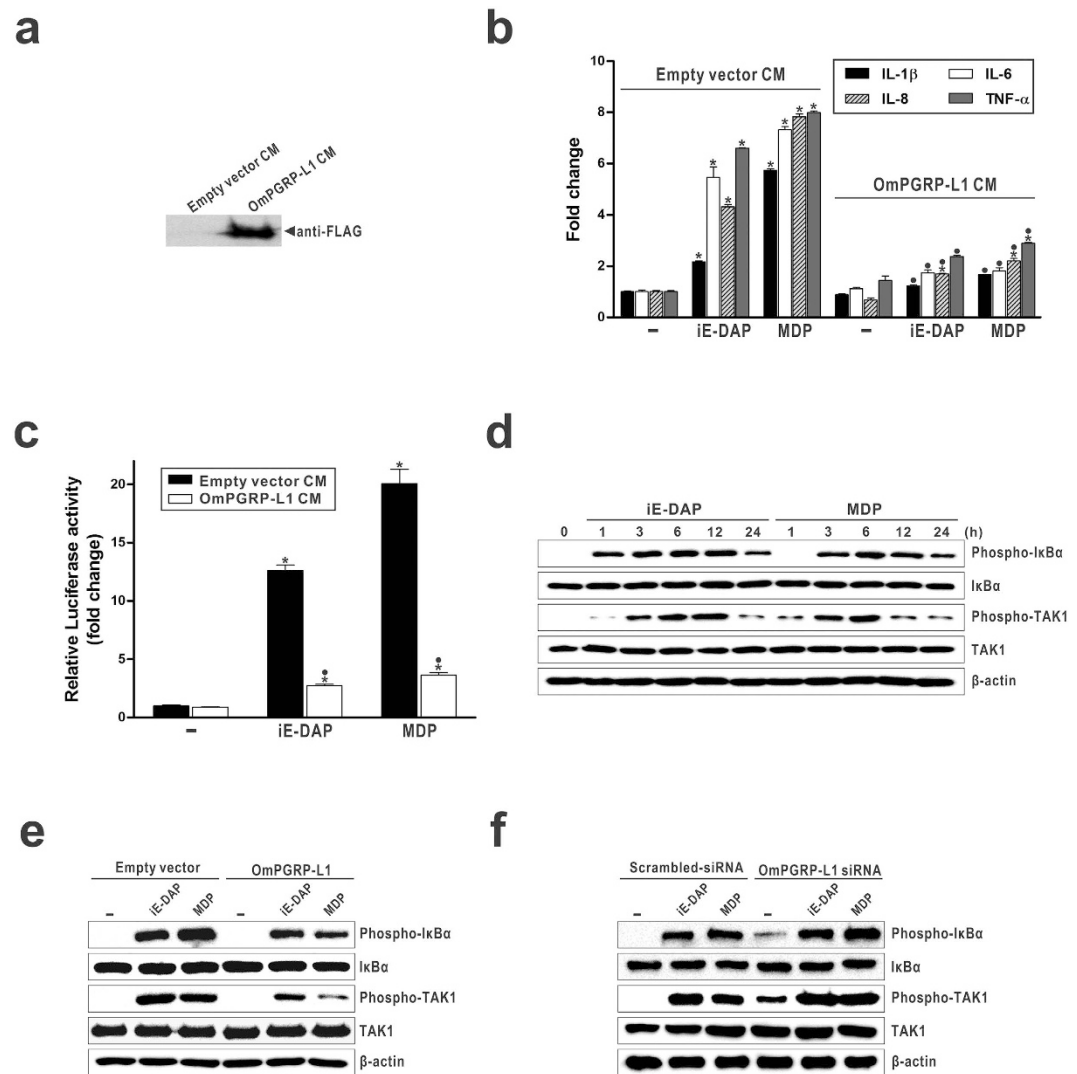 a
Empty vector CM
OmPGRP-L1 CM
◄anti-FLAG
b
Fold change
10
8
6
4
2
0
Empty vector CM
IL-1β IL-6
IL-8 TNF-α
OmPGRP-L1 CM
– iE-DAP MDP – iE-DAP MDP
c
Relative Luciferase activity
(fold change)
20
15
10
5
0
Empty vector CM
OmPGRP-L1 CM
– iE-DAP MDP
d
iE-DAP MDP
0 1 3 6 12 24 1 3 6 12 24 (h)
Phospho-IκBα
IκBα
Phospho-TAK1
TAK1
β-actin
e
Empty vector OmPGRP-L1
– iE-DAP MDP – iE-DAP MDP
Phospho-IκBα
IκBα
Phospho-TAK1
TAK1
β-actin
f
Scrambled-siRNA OmPGRP-L1 siRNA
– iE-DAP MDP – iE-DAP MDP
Phospho-IκBα
IκBα
Phospho-TAK1
TAK1
β-actin